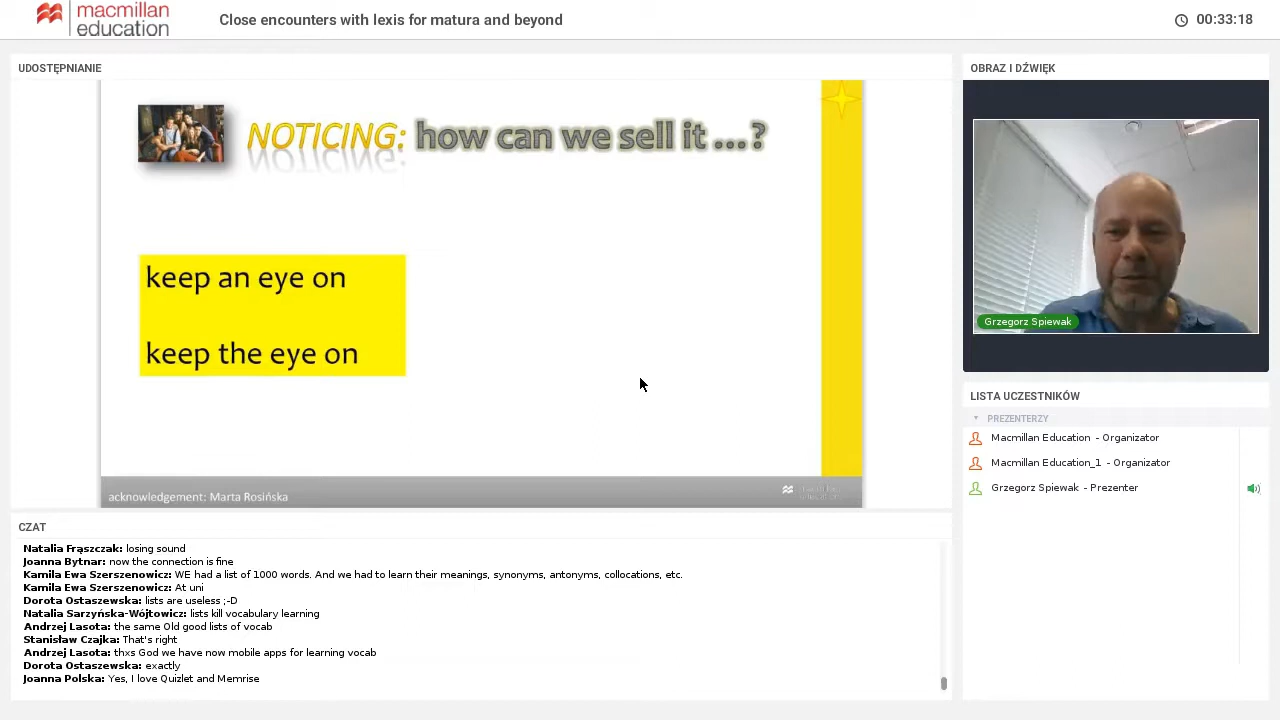 macmillan
education
Close encounters with lexis for matura and beyond
00:33:18
UDOSTĘPNIANIE
NOTICING: how can we sell it ...?
keep an eye on
keep the eye on
acknowledgement: Marta Rosińska
OBRAZ I DŹWIĘK
Grzegorz Spiewak
LISTA UCZESTNIKÓW
PREZENTERZY
Macmillan Education - Organizator
Macmillan Education_1 - Organizator
Grzegorz Spiewak - Prezenter
CZAT
Natalia Frąszczak: losing sound
Joanna Bytnar: now the connection is fine
Kamila Ewa Szerszenowicz: WE had a list of 1000 words. And we had to learn their meanings, synonyms, antonyms, collocations, etc.
Kamila Ewa Szerszenowicz: At uni
Dorota Ostaszewska: lists are useless ;-D
Natalia Sarzyńska-Wójtowicz: lists kill vocabulary learning
Andrzej Lasota: the same Old good lists of vocab
Stanisław Czajka: That's right
Andrzej Lasota: thxs God we have now mobile apps for learning vocab
Dorota Ostaszewska: exactly
Joanna Polska: Yes, I love Quizlet and Memrise